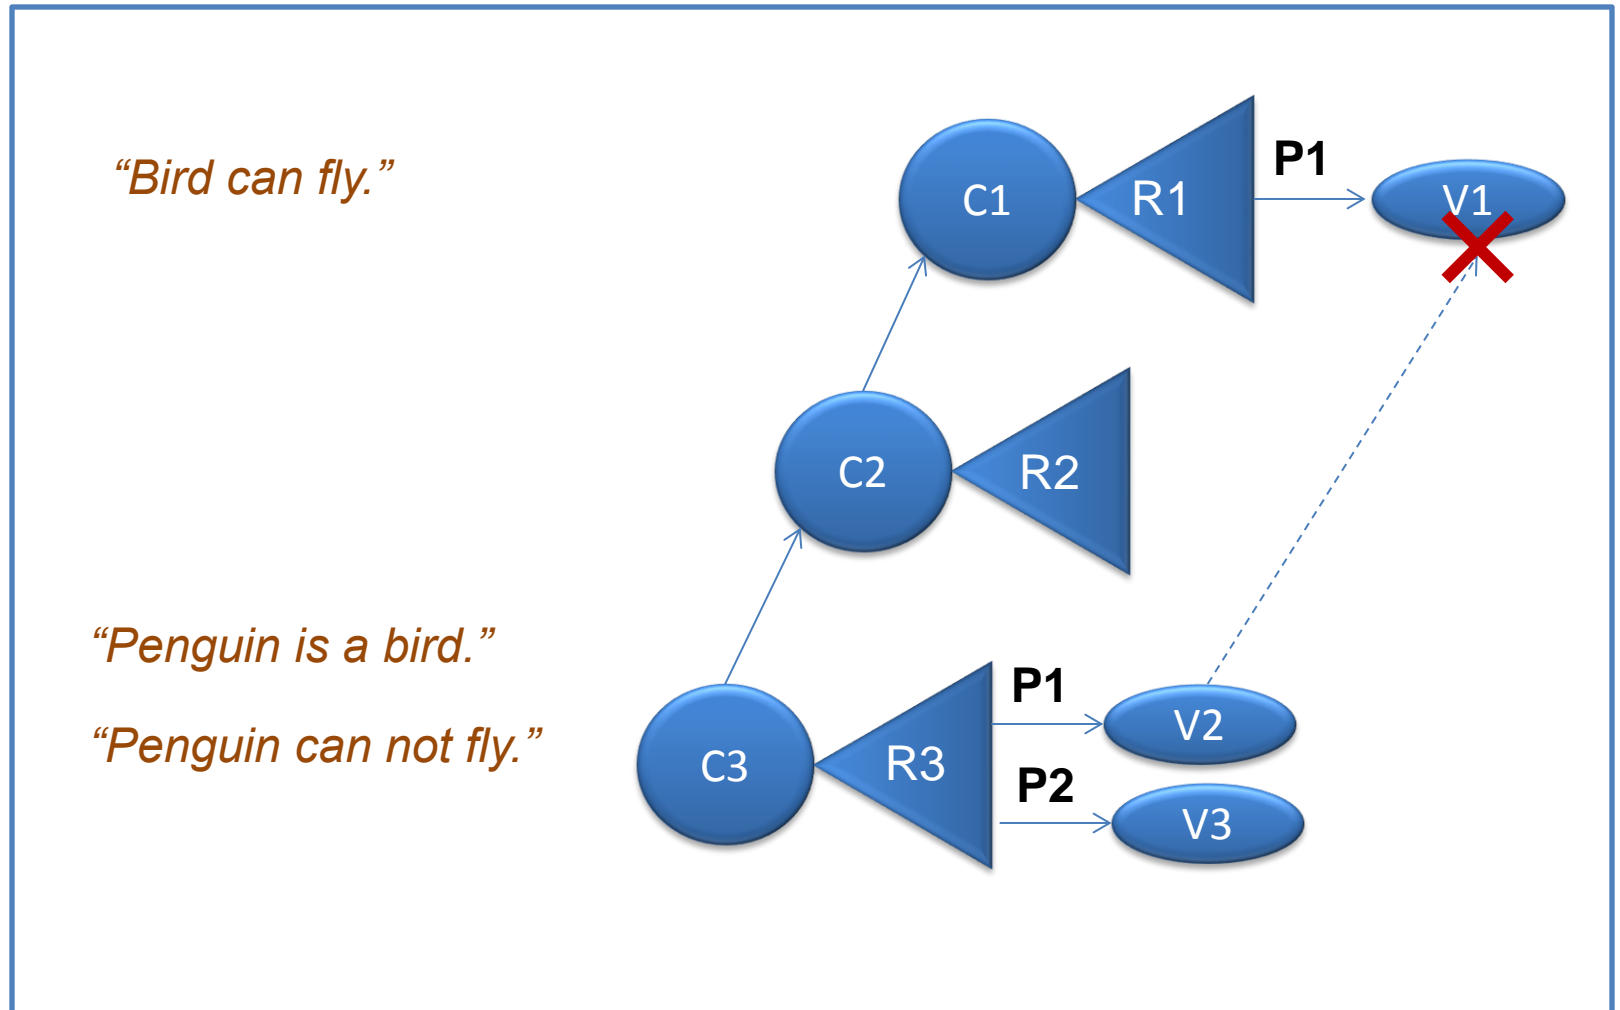 “Bird can fly.”
C1
R1
P1
V1
C2
R2
“Penguin is a bird.”
“Penguin can not fly.”
C3
R3
P1
V2
P2
V3